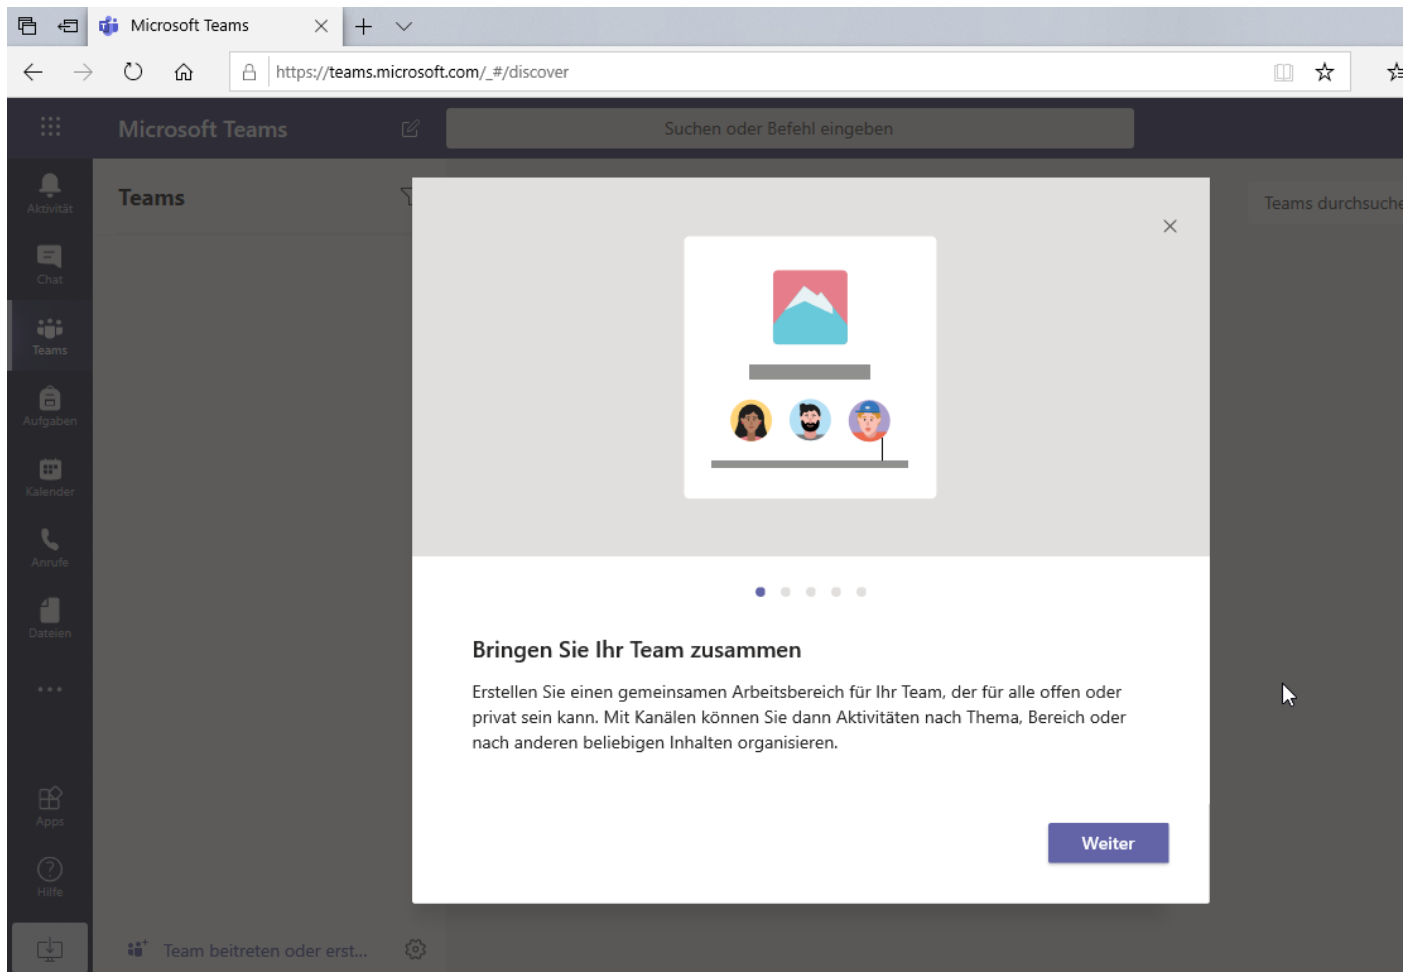 Microsoft Teams
https://teams.microsoft.com/_#/discover
Microsoft Teams
Suchen oder Befehl eingeben
Aktivität
Chat
Teams
Aufgaben
Kalender
Anrufe
Dateien
Apps
Hilfe
Teams
Teams durchsuche
Bringen Sie Ihr Team zusammen
Erstellen Sie einen gemeinsamen Arbeitsbereich für Ihr Team, der für alle offen oder
privat sein kann. Mit Kanälen können Sie dann Aktivitäten nach Thema, Bereich oder
nach anderen beliebigen Inhalten organisieren.
Weiter
Team beitreten oder erst...